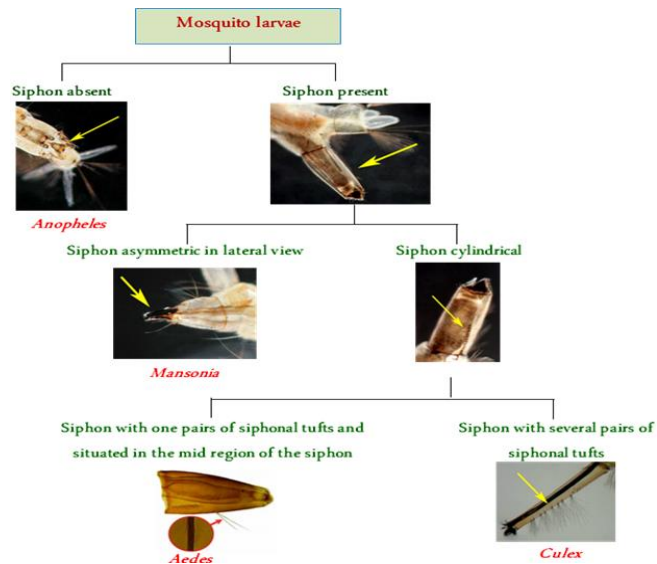 Mosquito larvae
Siphon absent
Siphon present
Anopheles
Siphon asymmetric in lateral view
Siphon cylindrical
Mansonia
Siphon with one pairs of siphonal tufts and
situated in the mid region of the siphon
Siphon with several pairs of
siphonal tufts
Aedes
Culex